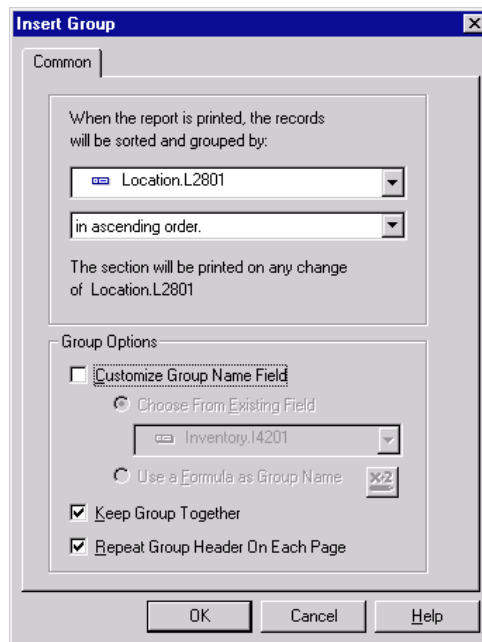 Insert Group
Common
When the report is printed, the records
will be sorted and grouped by:
Location.L2801
in ascending order.
The section will be printed on any change
of Location.L2801
Group Options
Customize Group Name Field
Choose From Existing Field
Inventory.I4201
Use a Formula as Group Name
X·2
Keep Group Together
Repeat Group Header On Each Page
OK Cancel Help